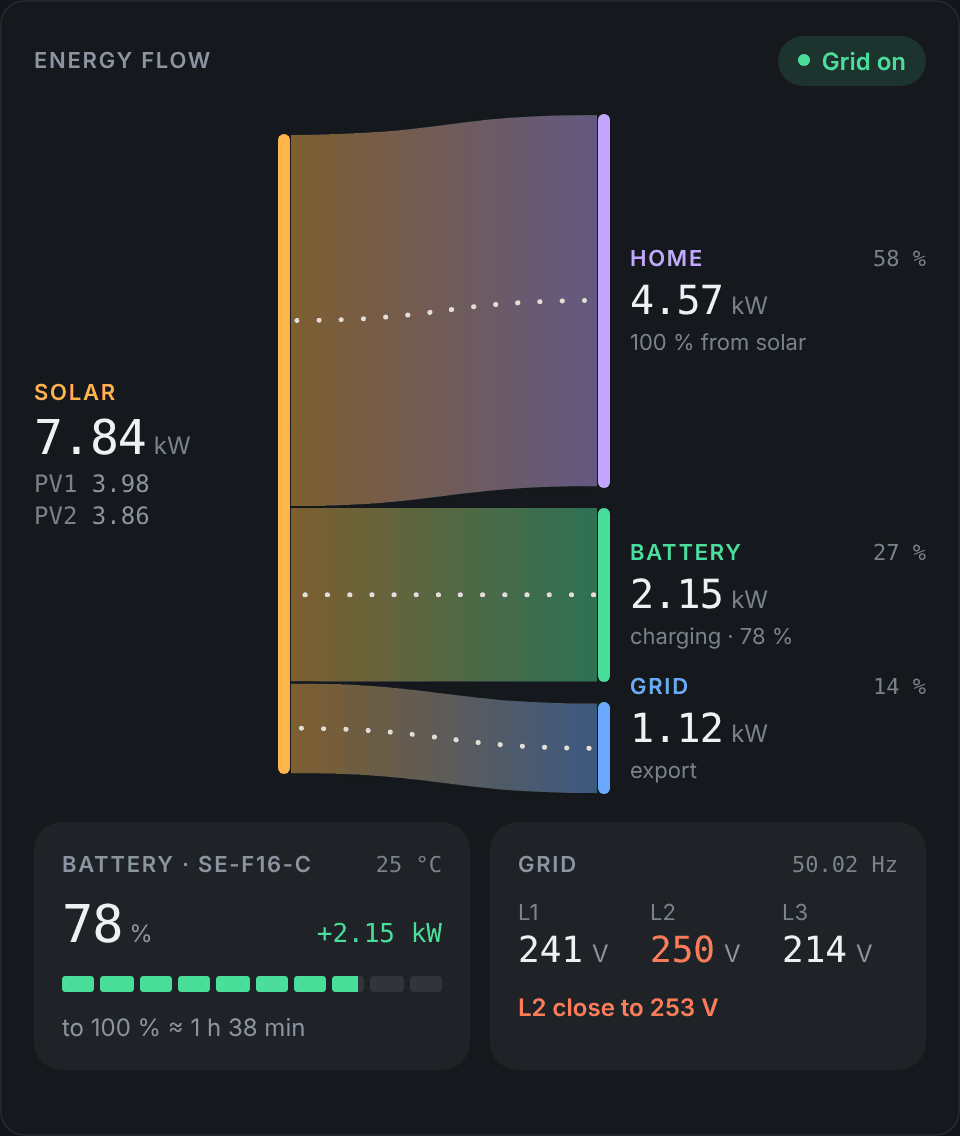 ENERGY FLOW
Grid on
HOME 58 %
4.57 kW
100 % from solar
SOLAR
7.84 kW
PV1 3.98
PV2 3.86
BATTERY 27 %
2.15 kW
charging · 78 %
GRID 14 %
1.12 kW
export
BATTERY · SE-F16-C 25 °C
78 % +2.15 kW
to 100 % ≈ 1 h 38 min
GRID 50.02 Hz
L1 L2 L3
241 V 250 V 214 V
L2 close to 253 V